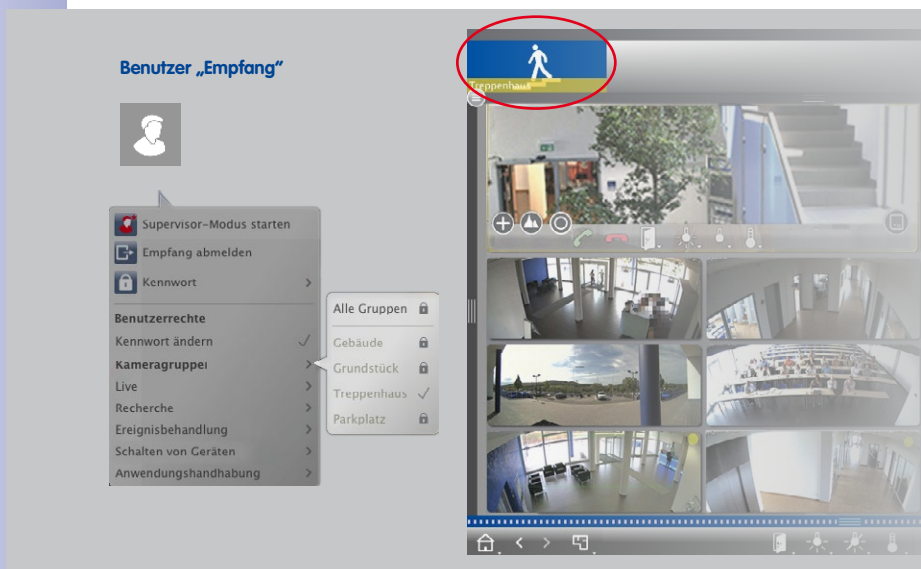 Benutzer „Empfang“
Supervisor-Modus starten
Empfang abmelden
Kennwort
Benutzerrechte
Kennwort ändern
Kameragruppe
Live
Recherche
Ereignisbehandlung
Schalten von Geräten
Anwendungshandhabung
Alle Gruppen
Gebäude
Grundstück
Treppenhaus
Parkplatz
Treppenhaus